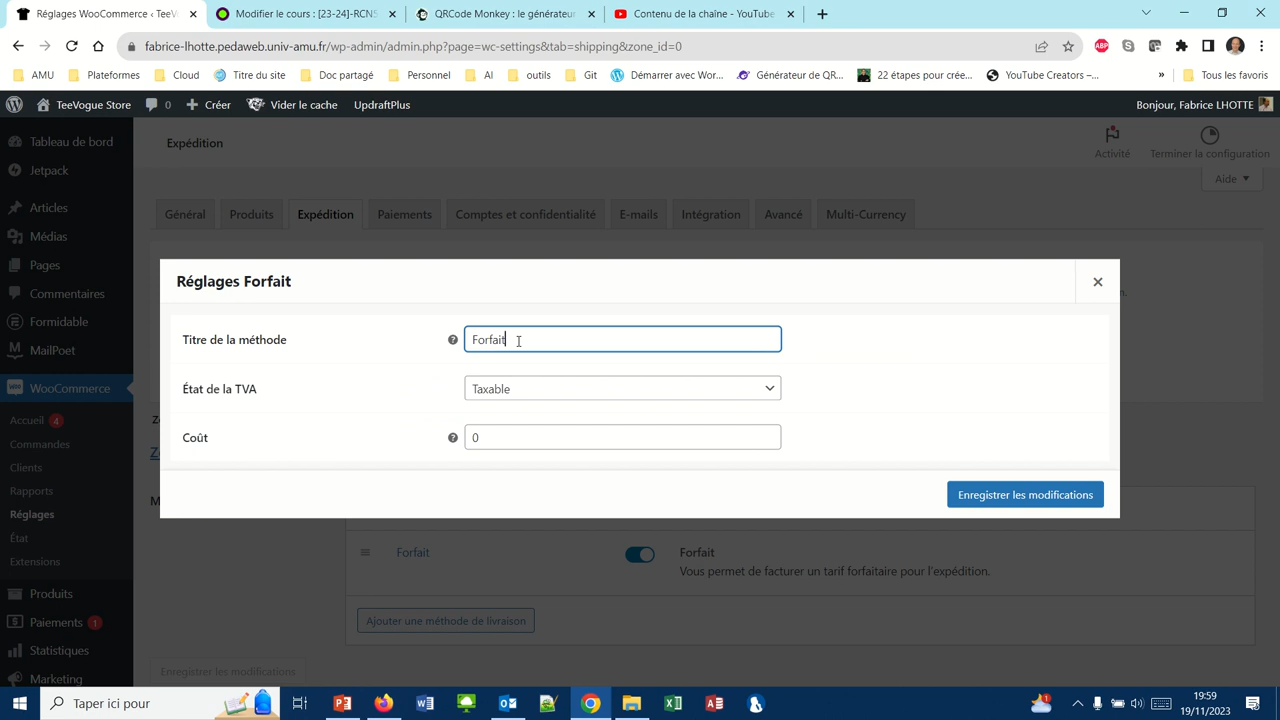 Réglages WooCommerce ‹ TeeV
Modifier le cours : [23-24]-RCNS
QRCode Monkey : le générateur
Contenu de la chaîne - YouTube
fabrice-lhotte.pedaweb.univ-amu.fr/wp-admin/admin.php?page=wc-settings&tab=shipping&zone_id=0
AMU
Plateformes
Cloud
Titre du site
Doc partagé
Personnel
AI
outils
Git
Démarrer avec Wor...
Générateur de QR...
22 étapes pour crée...
YouTube Creators –...
»
Tous les favoris
TeeVogue Store
0
Créer
Vider le cache
UpdraftPlus
Bonjour, Fabrice LHOTTE
Tableau de bord
Jetpack
Articles
Médias
Pages
Commentaires
Formidable
MailPoet
WooCommerce
Accueil 4
Commandes
Clients
Rapports
Réglages
État
Extensions
Produits
Paiements 1
Statistiques
Marketing
Expédition
Activité
Terminer la configuration
Aide
Général
Produits
Expédition
Paiements
Comptes et confidentialité
E-mails
Intégration
Avancé
Multi-Currency
Réglages Forfait
Titre de la méthode
Forfait
État de la TVA
Taxable
Coût
0
Enregistrer les modifications
Forfait
Forfait
Vous permet de facturer un tarif forfaitaire pour l'expédition.
Ajouter une méthode de livraison
Enregistrer les modifications
Taper ici pour
19:59
19/11/2023